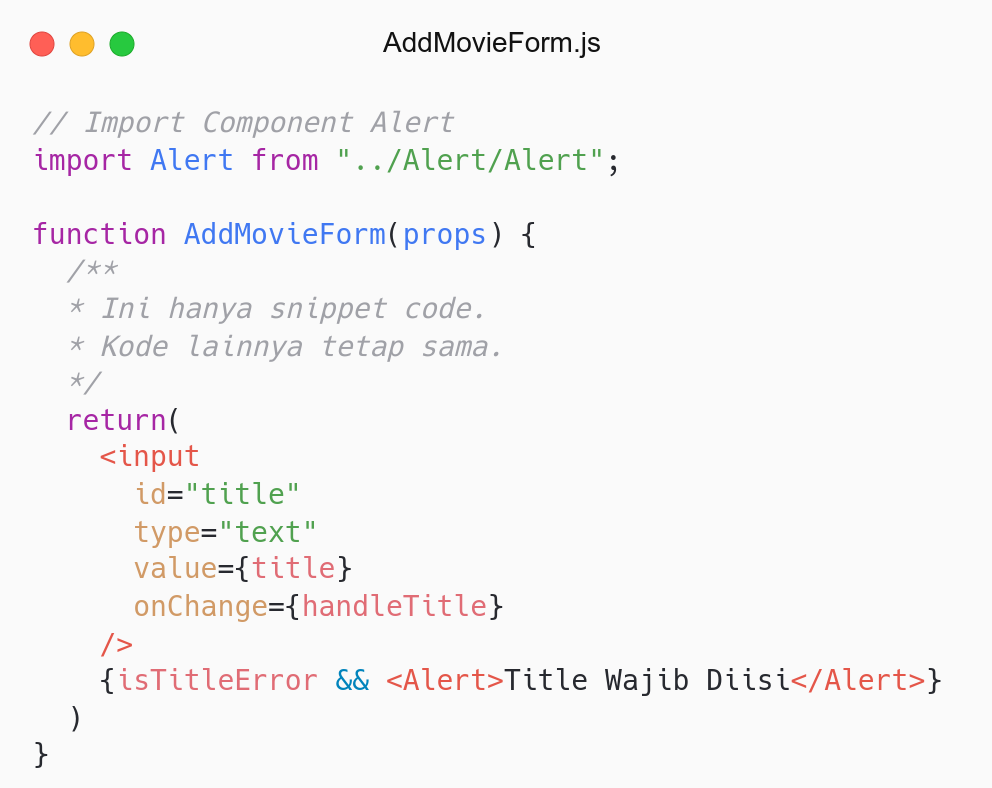 AddMovieForm.js
// Import Component Alert
import Alert from "../Alert/Alert";
function AddMovieForm(props) {
/**
* Ini hanya snippet code.
* Kode lainnya tetap sama.
*/
return(
<input
id="title"
type="text"
value={title}
onChange={handleTitle}
/>
{isTitleError && <Alert>Title Wajib Diisi</Alert>}
)
}